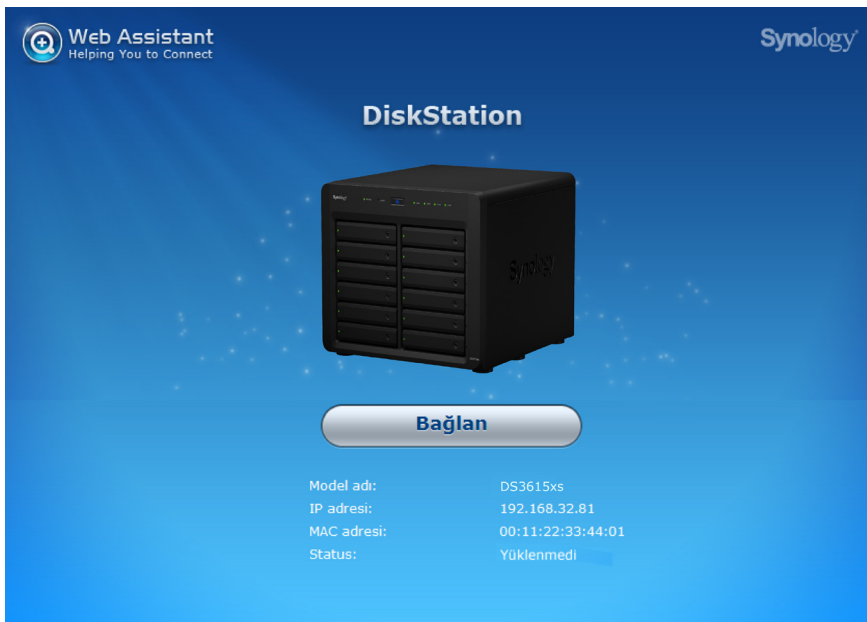 Web Assistant
Helping You to Connect
Synology
DiskStation
Synology
Synology
Bağlan
Model adı: DS3615xs
IP adresi: 192.168.32.81
MAC adresi: 00:11:22:33:44:01
Status: Yüklenmedi